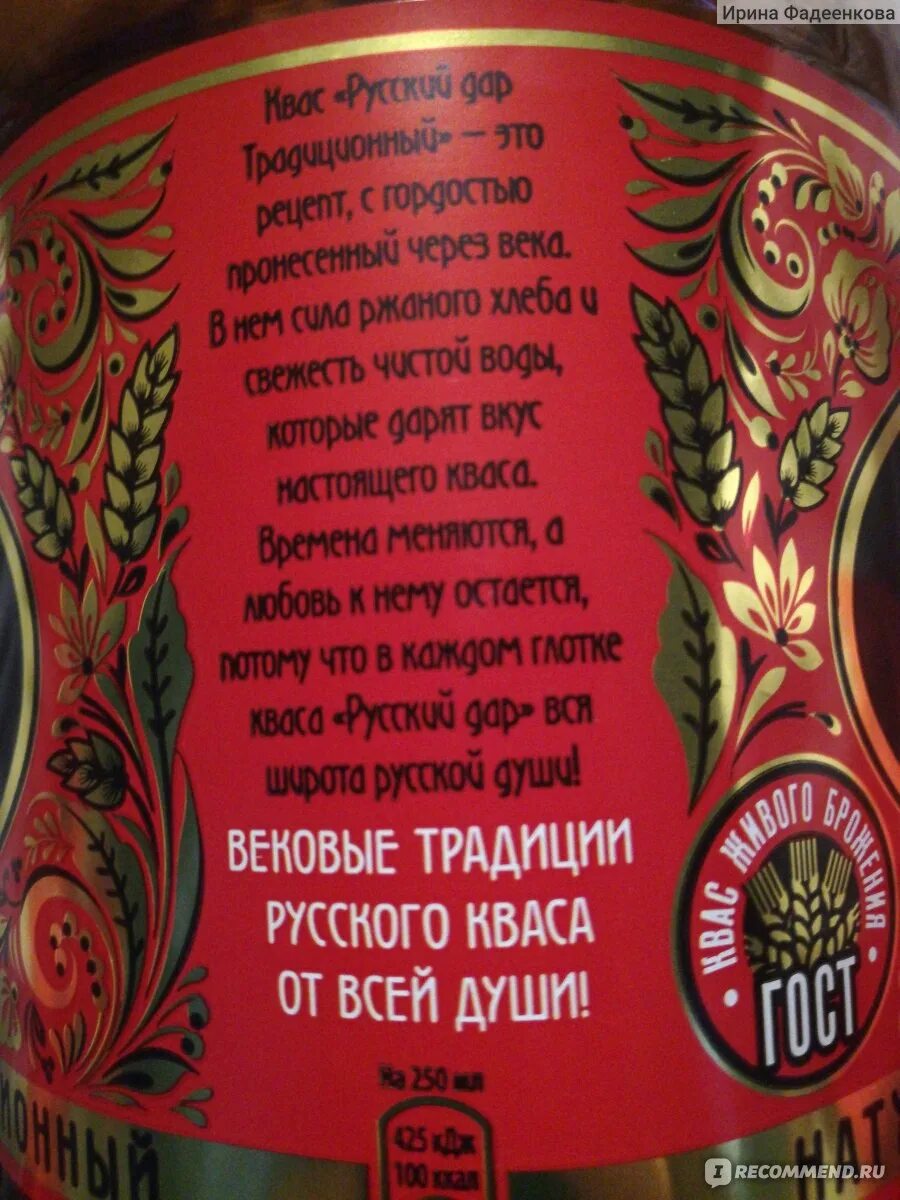 Ирина Фадеенкова
Квас «Русский дар
Традиционный» – это
рецепт, с гордостью
пронесенный через века.
В нем сила ржаного хлеба и
свежесть чистой воды,
которые дарят вкус
настоящего кваса.
Времена меняются, а
любовь к нему остается,
потому что в каждом глотке
кваса «Русский дар» вся
широта русской души!
ВЕКОВЫЕ ТРАДИЦИИ
РУССКОГО КВАСА
ОТ ВСЕЙ ДУШИ!
• КВАС ЖИВОГО БРОЖЕНИЯ •
ГОСТ
На 250 мл
425 кДж
100 ккал
ИОННЫЙ
НАТУ
IRECOMMEND.RU